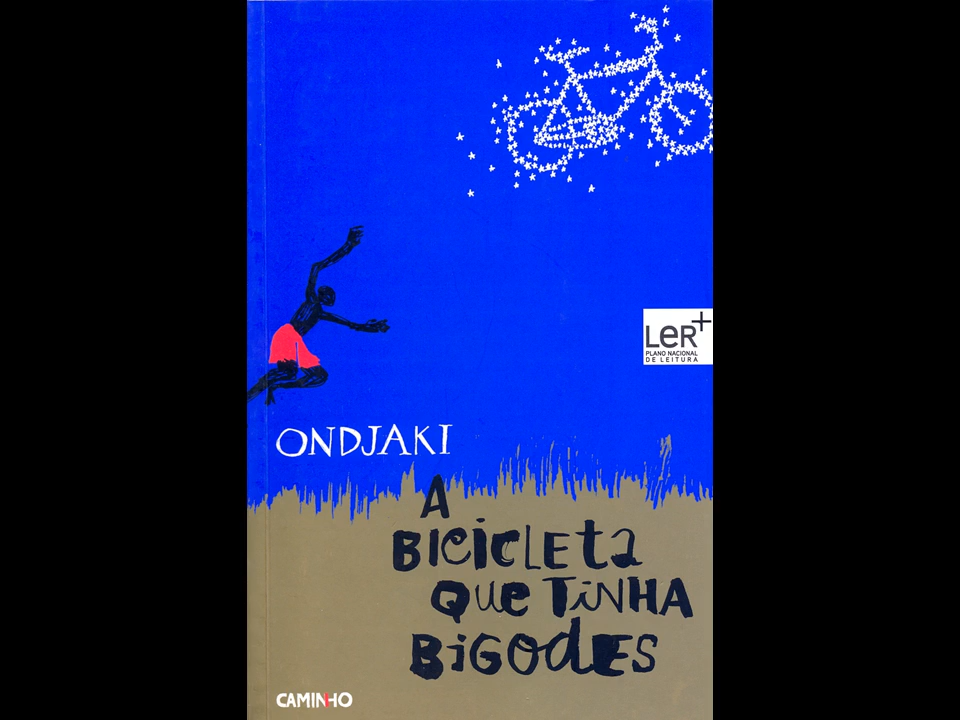 LeR+
PLANO NACIONAL
DE LEITURA
ONDJAKI
A
BICICLETA
QUE TINHA
BIGODES
CAMINHO